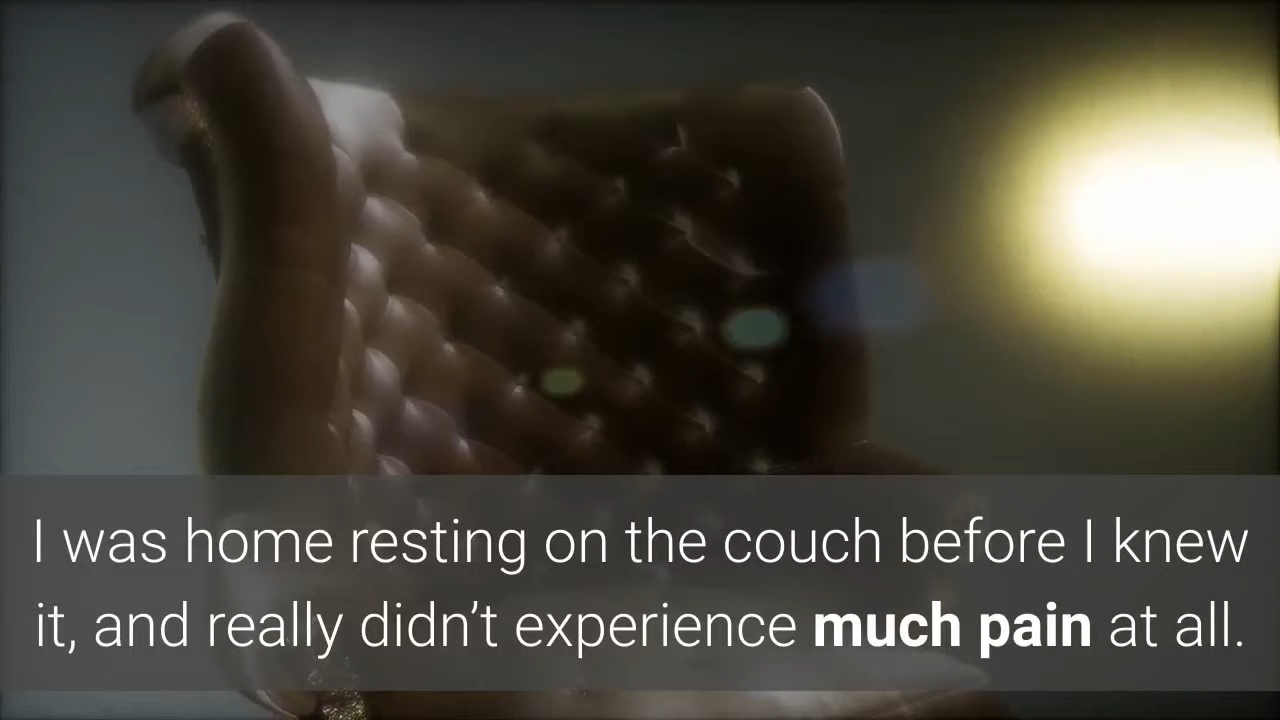 I was home resting on the couch before I knew
it, and really didn’t experience much pain at all.